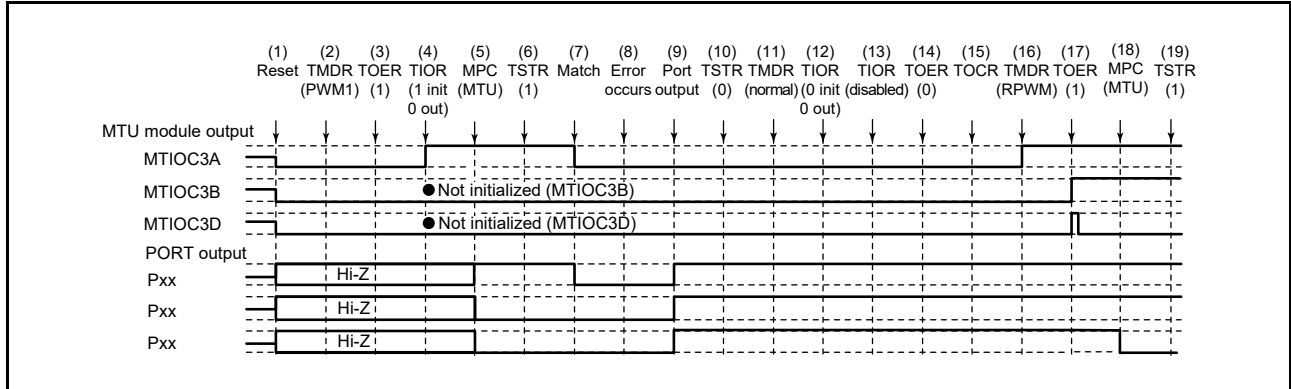 (1) (2) (3) (4) (5) (6) (7) (8) (9) (10) (11) (12) (13) (14) (15) (16) (17) (18) (19)
Reset TMDR TOER TIOR MPC TSTR Match Error Port TSTR TMDR TIOR TIOR TOER TOCR TMDR TOER MPC TSTR
(PWM1) (1) (1 init (MTU) (1) occurs output (0) (normal) (0 init (disabled) (0) (RPWM) (1) (MTU) (1)
0 out) 0 out)
MTU module output
MTIOC3A
MTIOC3B ●Not initialized (MTIOC3B)
MTIOC3D ●Not initialized (MTIOC3D)
PORT output
Pxx Hi-Z
Pxx Hi-Z
Pxx Hi-Z